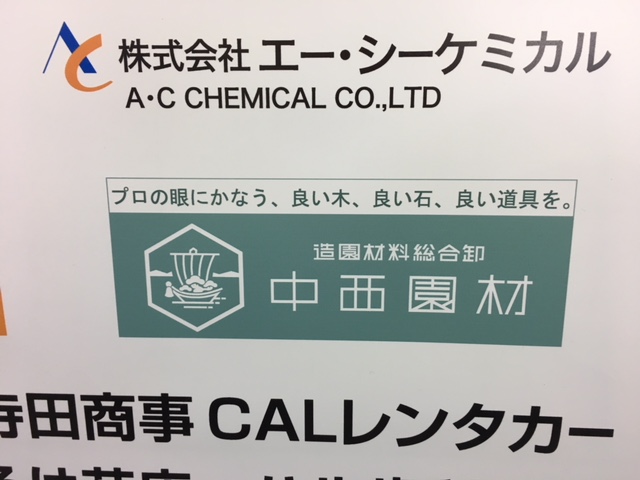 株式会社 エー・シーケミカル
A・C CHEMICAL CO.,LTD
プロの眼にかなう、良い木、良い石、良い道具を。
造園材料総合卸
中西園材
寺田商事 CALレンタカー